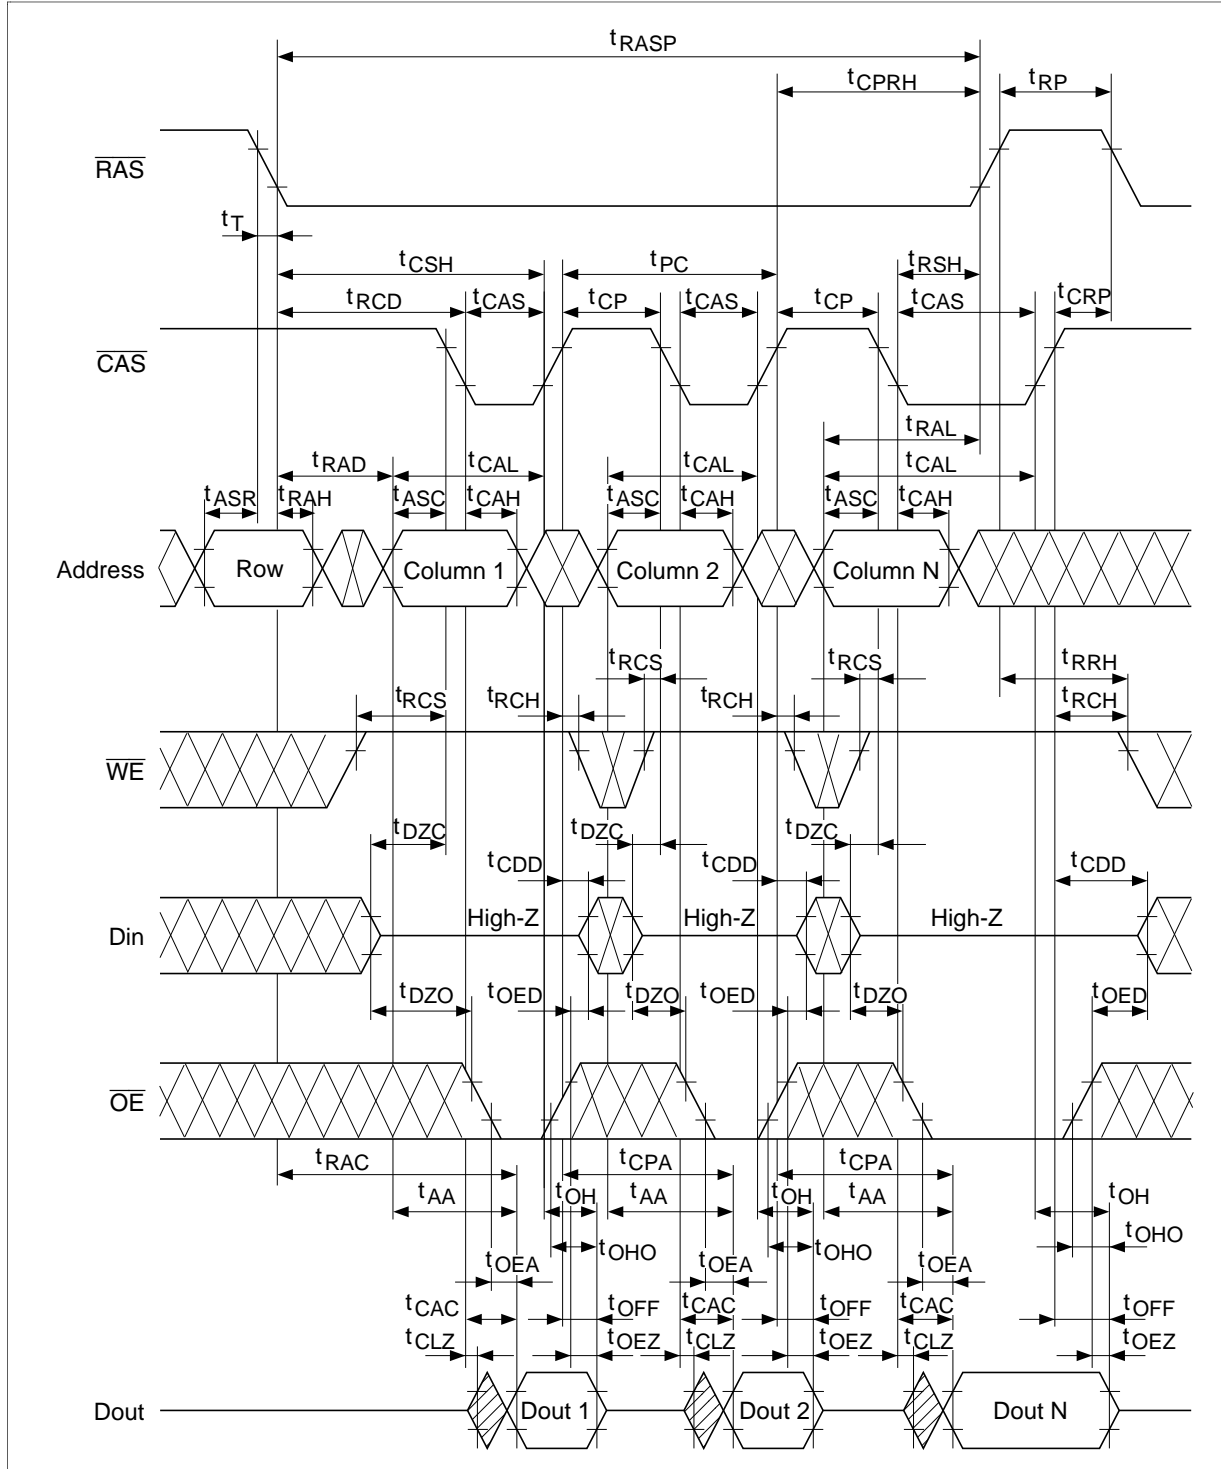 tRASP
tCPRH tRP
RAS
tT
tCSH tPC tRSH
tRCD tCAS tCP tCAS tCP tCAS tCRP
CAS
tRAL
tRAD tCAL tCAL tCAL
tASR tRAH tASC tCAH tASC tCAH tASC tCAH
Address Row Column 1 Column 2 Column N
tRCS tRCS tRRH
tRCS tRCH tRCH tRCH
WE
tDZC tDZC tDZC
tCDD tCDD tCDD
High-Z High-Z High-Z
Din
tDZO tOED tDZO tOED tDZO tOED
OE
tRAC tCPA tCPA
tAA tOH tAA tOH tAA tOH
tOHO tOHO tOHO
tOEA tOEA tOEA
tCAC tOFF tCAC tOFF tCAC tOFF
tCLZ tOEZ tCLZ tOEZ tCLZ tOEZ
Dout Dout 1 Dout 2 Dout N